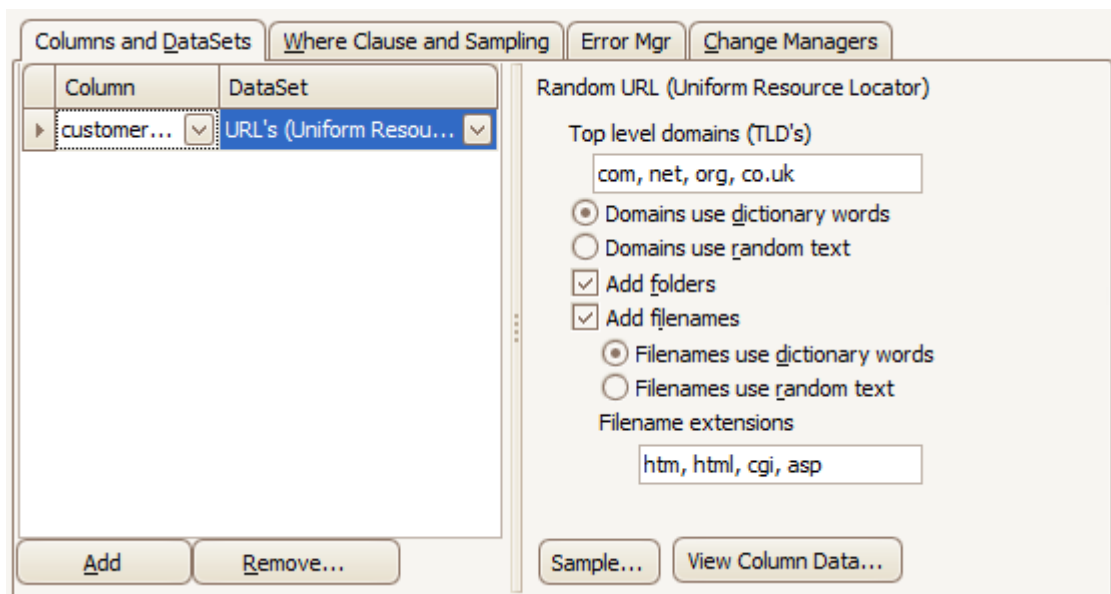 Columns and DataSets Where Clause and Sampling Error Mgr Change Managers
Column DataSet
customer... URL's (Uniform Resou...
Random URL (Uniform Resource Locator)
Top level domains (TLD's)
com, net, org, co.uk
Domains use dictionary words
Domains use random text
Add folders
Add filenames
Filenames use dictionary words
Filenames use random text
Filename extensions
htm, html, cgi, asp
Add Remove... Sample... View Column Data...